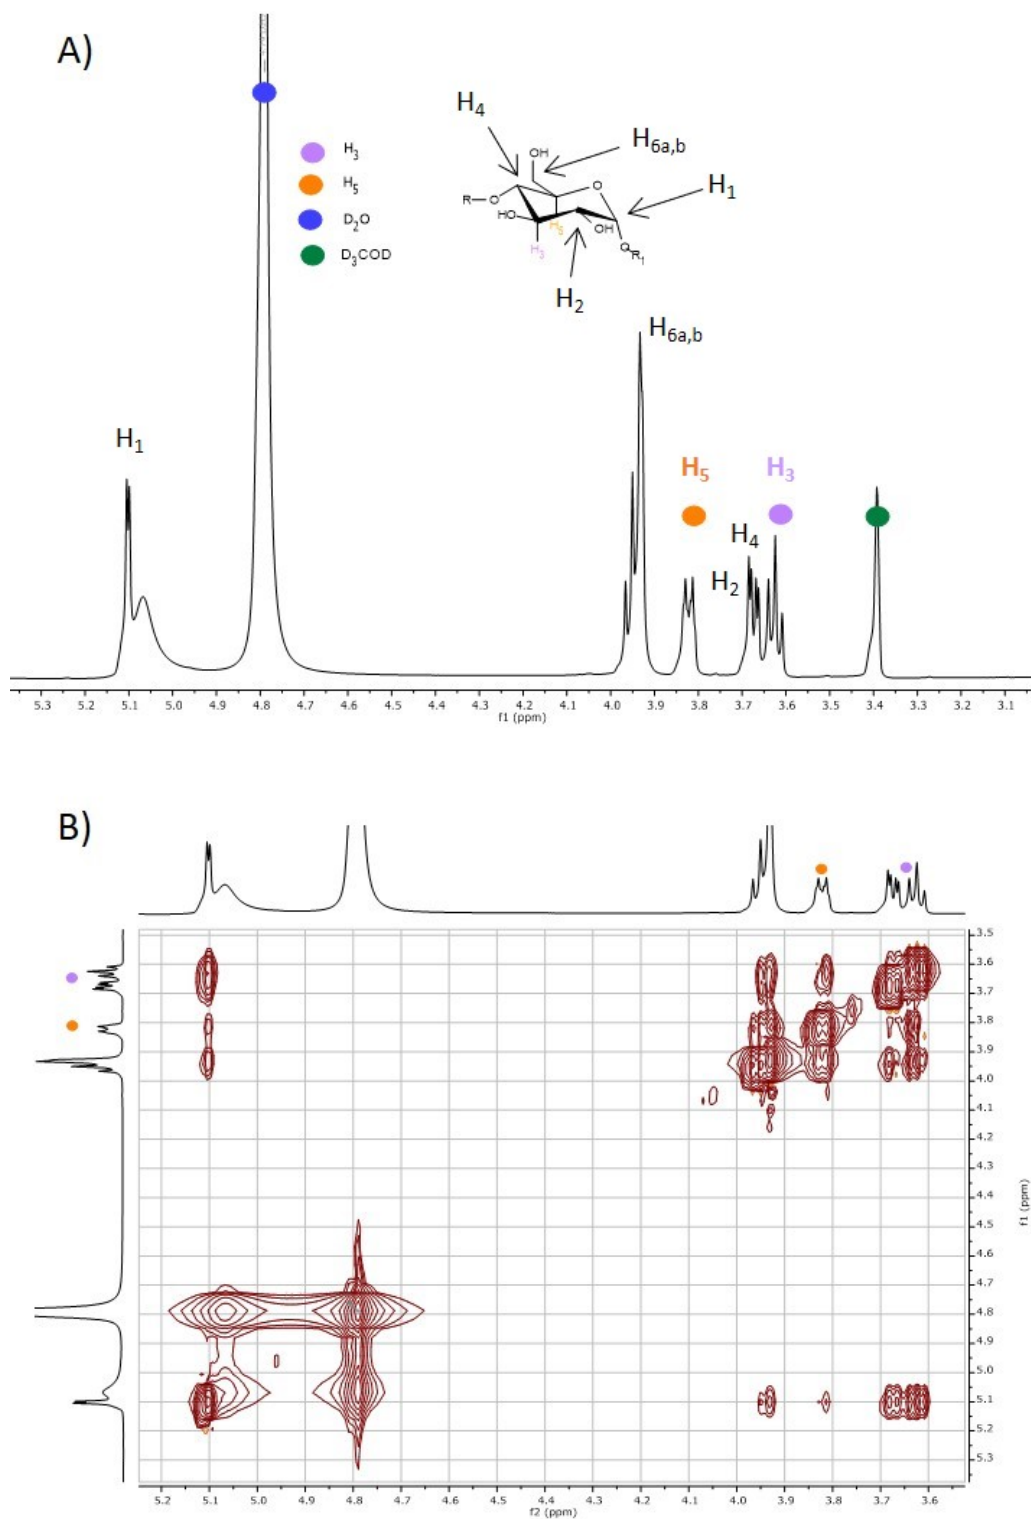 A)
H₄
H₆ₐ,b
H₁
H₂
OH
O
R
O
HO
H₅
OH
H₃
O
R₁
H₃
H₅
D₂O
D₃COD
H₁
H₆ₐ,b
H₅
H₃
H₄
H₂
5.3 5.2 5.1 5.0 4.9 4.8 4.7 4.6 4.5 4.4 4.3 4.2 4.1 4.0 3.9 3.8 3.7 3.6 3.5 3.4 3.3 3.2 3.1
f1 (ppm)
B)
3.5
3.6
3.7
3.8
3.9
4.0
4.1
4.2
4.3
4.4
4.5
4.6
4.7
4.8
4.9
5.0
5.1
5.2
5.3
f1 (ppm)
5.2 5.1 5.0 4.9 4.8 4.7 4.6 4.5 4.4 4.3 4.2 4.1 4.0 3.9 3.8 3.7 3.6
f2 (ppm)